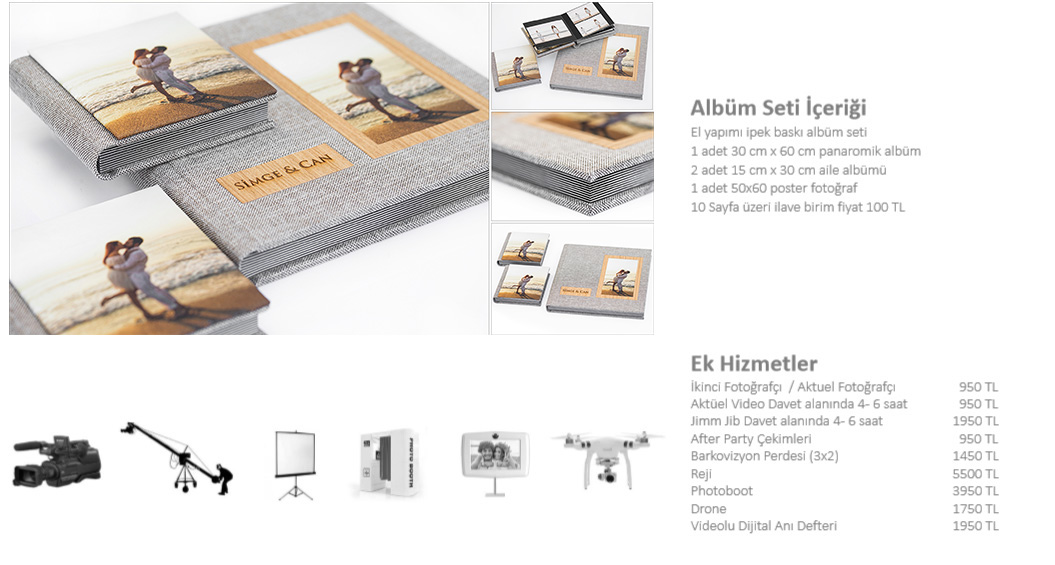 SİMGE & CAN
SİMGE & CAN
SİMGE & CAN
Albüm Seti İçeriği
El yapımı ipek baskı albüm seti
1 adet 30 cm x 60 cm panaromik albüm
2 adet 15 cm x 30 cm aile albümü
1 adet 50x60 poster fotoğraf
10 Sayfa üzeri ilave birim fiyat 100 TL
PHOTO BOOTH
Ek Hizmetler
İkinci Fotoğrafçı / Aktuel Fotoğrafçı 950 TL
Aktüel Video Davet alanında 4- 6 saat 950 TL
Jimm Jib Davet alanında 4- 6 saat 1950 TL
After Party Çekimleri 950 TL
Barkovizyon Perdesi (3x2) 1450 TL
Reji 5500 TL
Photoboot 3950 TL
Drone 1750 TL
Videolu Dijital Anı Defteri 1950 TL